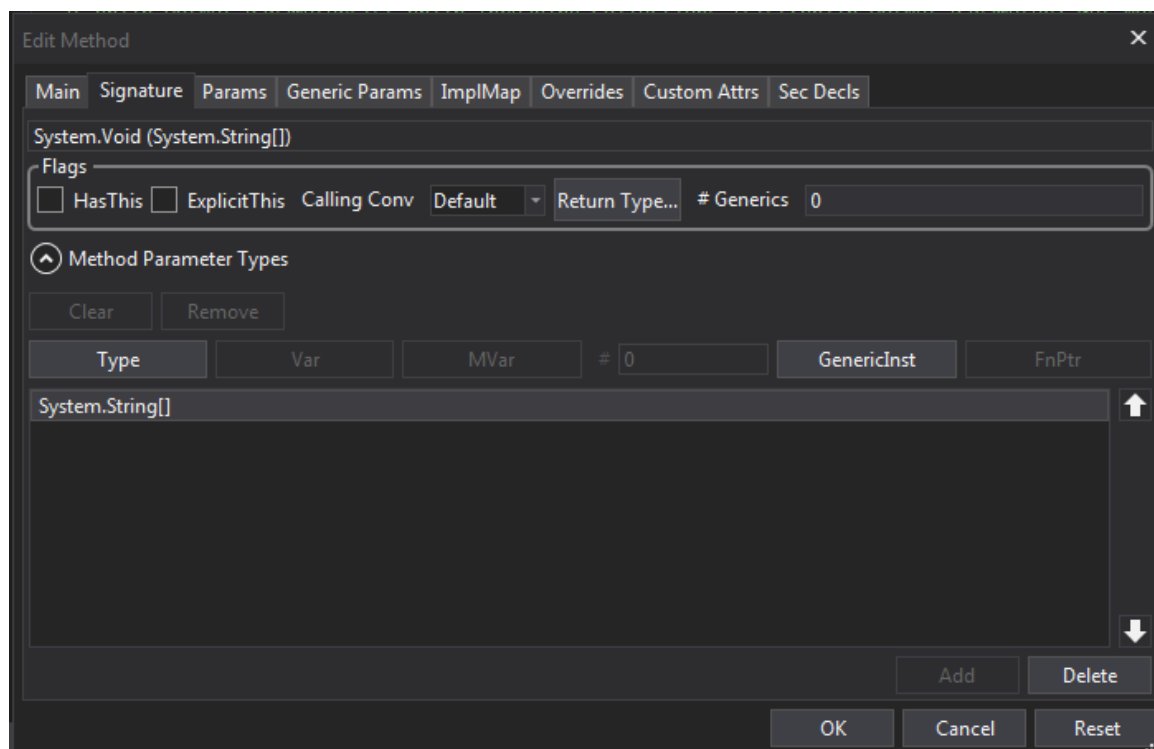 Edit Method
Main Signature Params Generic Params ImplMap Overrides Custom Attrs Sec Decls
System.Void (System.String[])
Flags
HasThis ExplicitThis Calling Conv Default Return Type... # Generics 0
Method Parameter Types
Clear Remove
Type Var MVar # 0 GenericInst FnPtr
System.String[]
Add Delete
OK Cancel Reset